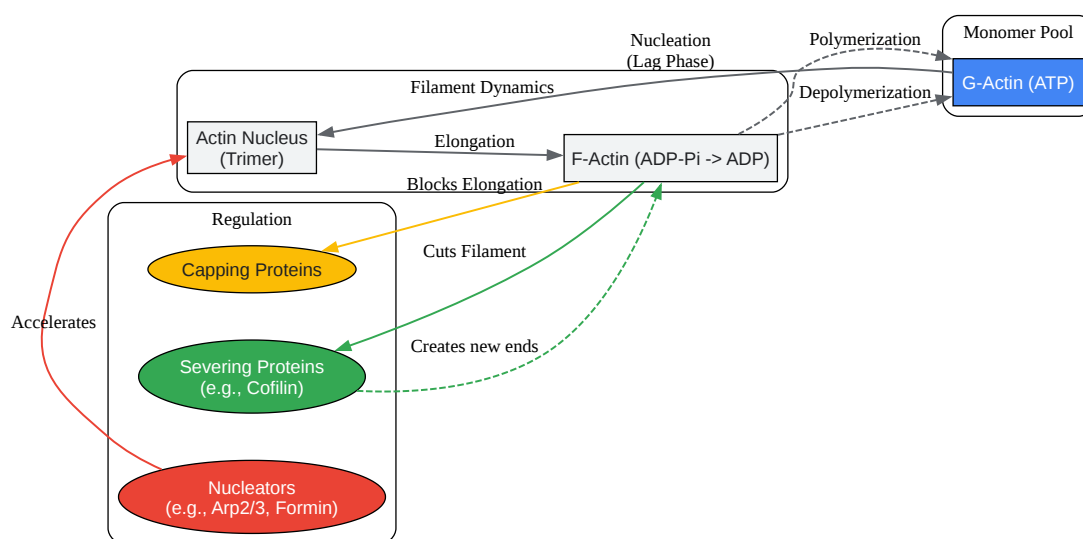 Monomer Pool
Polymerization
Nucleation
(Lag Phase)
G-Actin (ATP)
Filament Dynamics
Depolymerization
Actin Nucleus
(Trimer)
Elongation
F-Actin (ADP-Pi -> ADP)
Blocks Elongation
Regulation
Cuts Filament
Capping Proteins
Accelerates
Creates new ends
Severing Proteins
(e.g., Cofilin)
Nucleators
(e.g., Arp2/3, Formin)